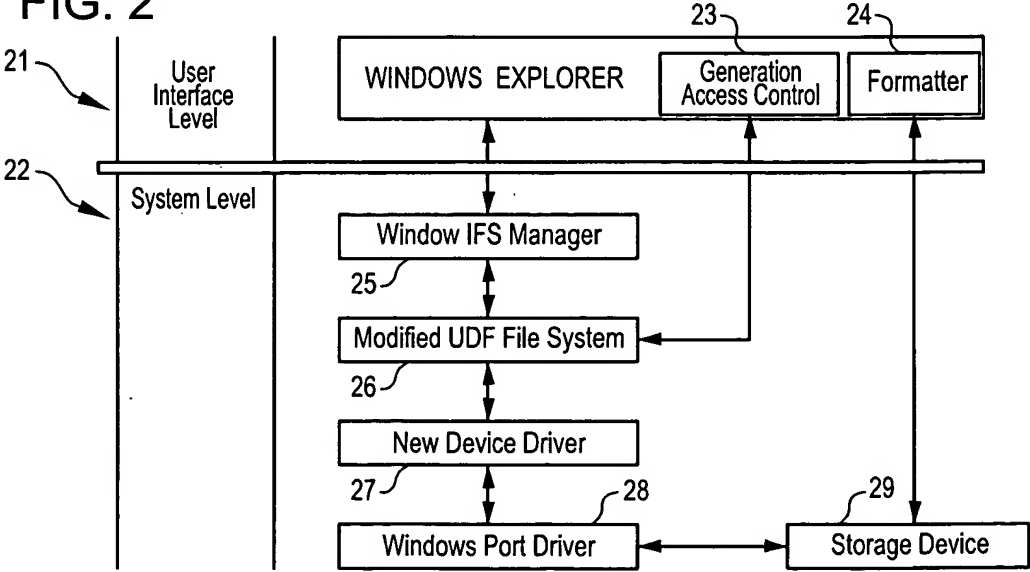 FIG. 2
23
24
21
User
Interface
Level
WINDOWS EXPLORER
Generation
Access Control
Formatter
22
System Level
Window IFS Manager
25
Modified UDF File System
26
New Device Driver
27
28
29
Windows Port Driver
Storage Device